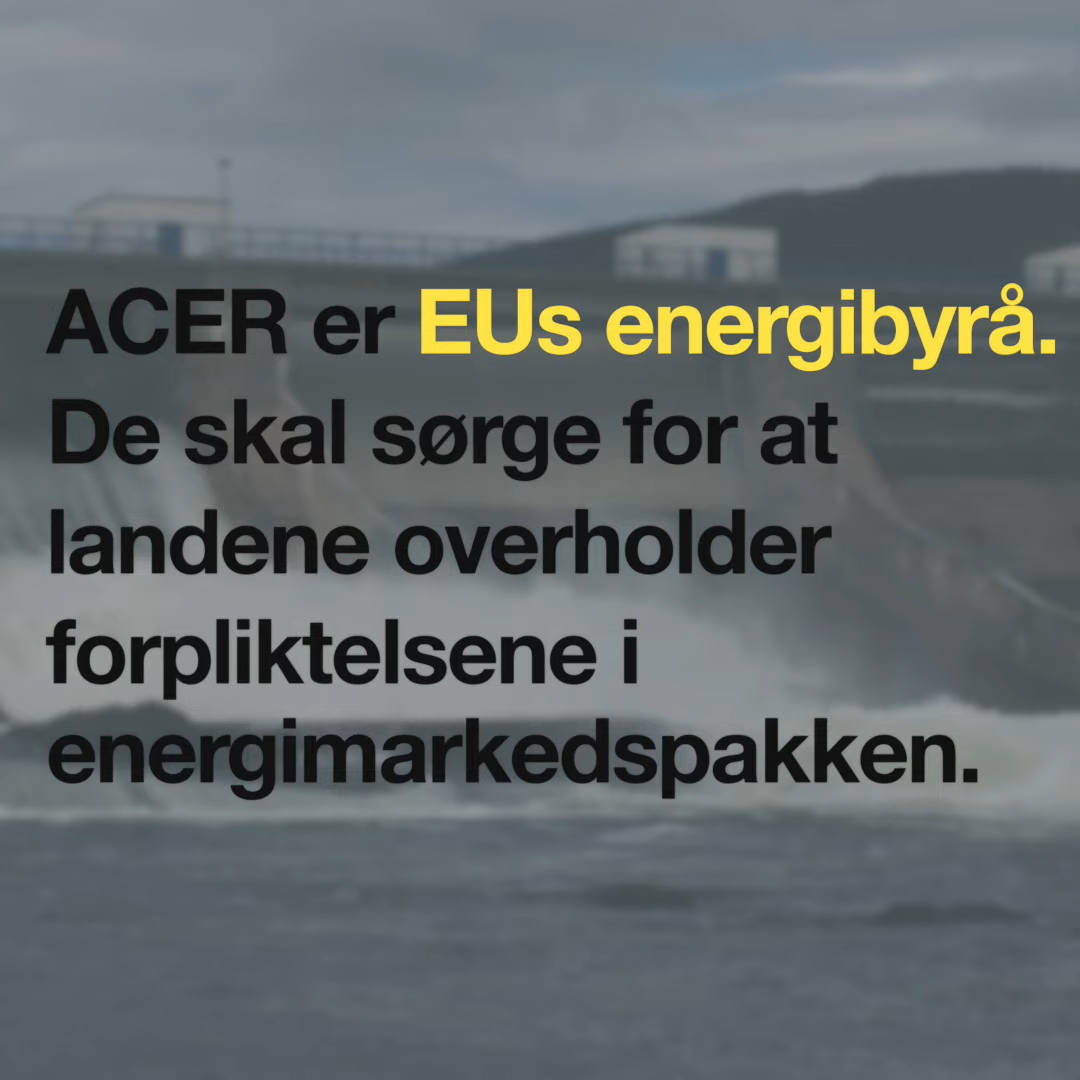 ACER er EUs energibyrå.
De skal sørge for at
landene overholder
forpliktelsene i
energimarkedspakken.